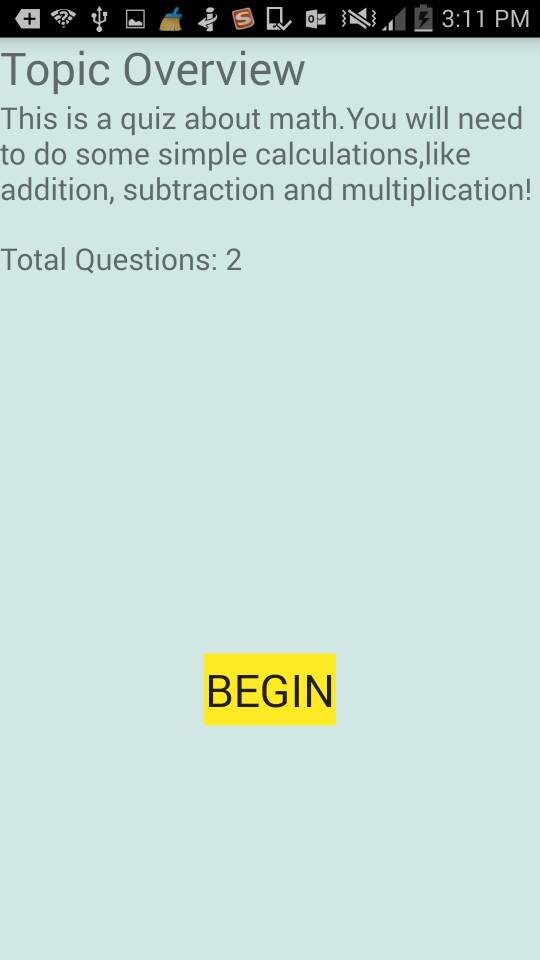 3:11 PM
Topic Overview
This is a quiz about math.You will need
to do some simple calculations,like
addition, subtraction and multiplication!
Total Questions: 2
BEGIN